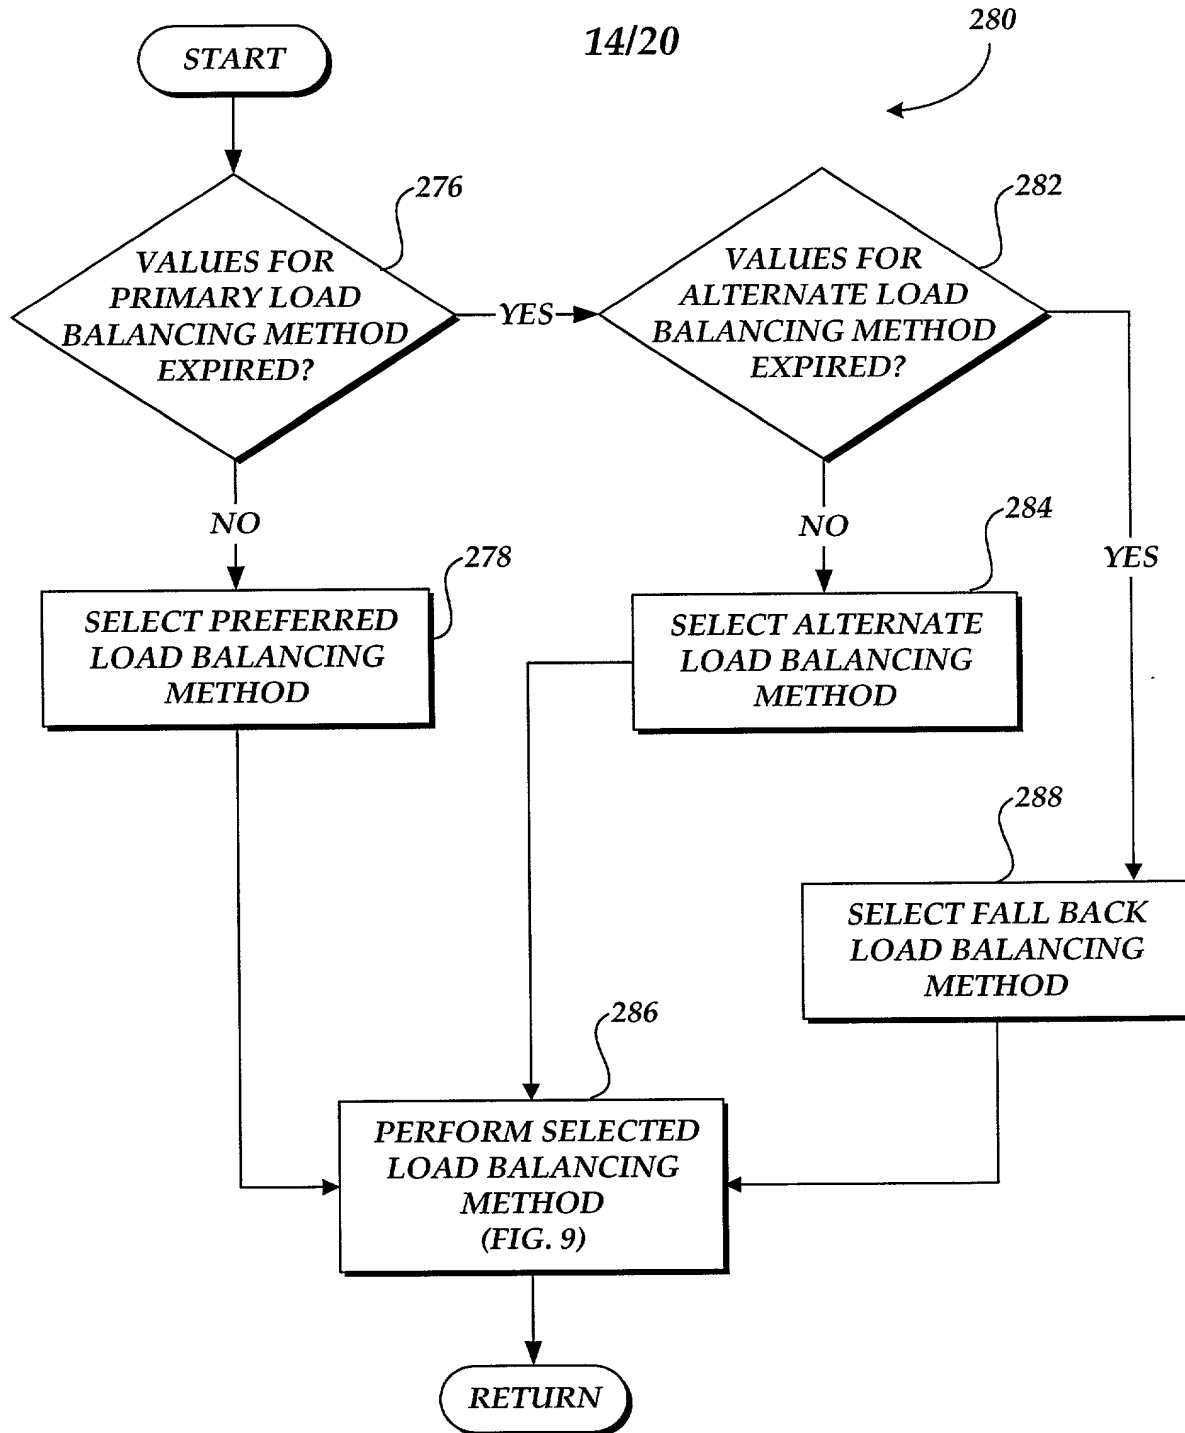 14/20
280
START
276
VALUES FOR
PRIMARY LOAD
BALANCING METHOD
EXPIRED?
YES
282
VALUES FOR
ALTERNATE LOAD
BALANCING METHOD
EXPIRED?
NO
278
SELECT PREFERRED
LOAD BALANCING
METHOD
NO
284
SELECT ALTERNATE
LOAD BALANCING
METHOD
YES
288
SELECT FALL BACK
LOAD BALANCING
METHOD
286
PERFORM SELECTED
LOAD BALANCING
METHOD
(FIG. 9)
RETURN